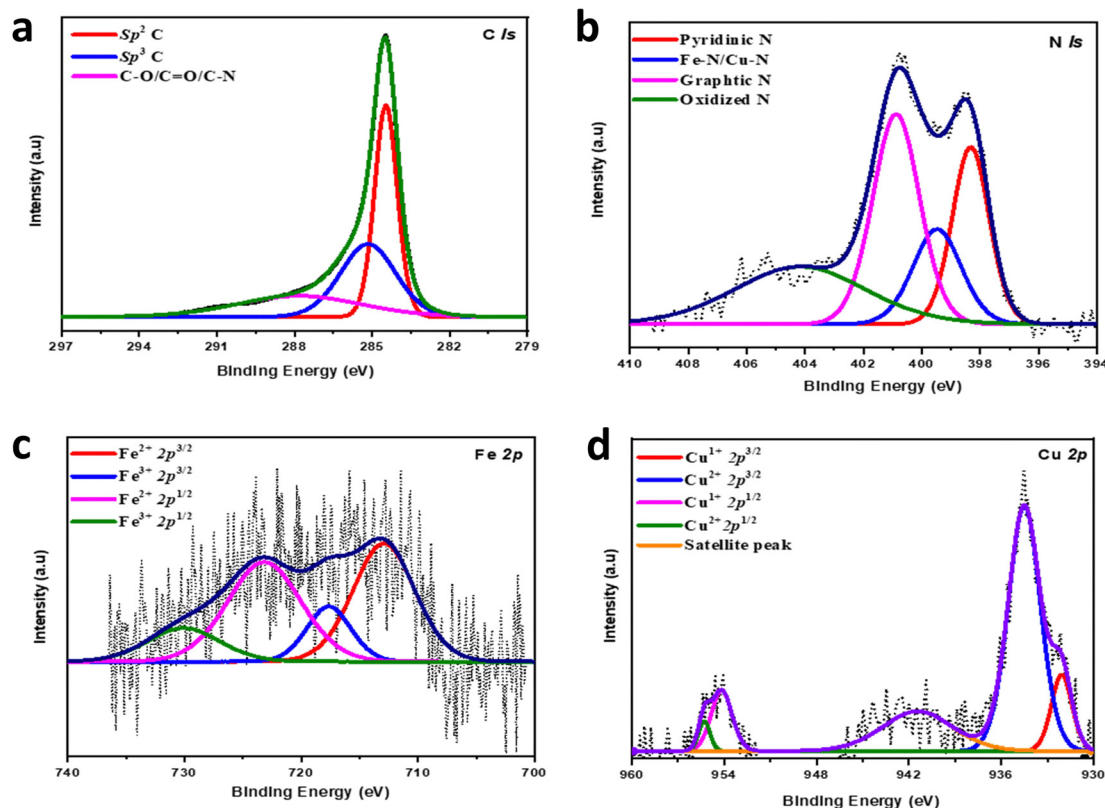 a
C 1s
Sp² C
Sp³ C
C-O/C=O/C-N
Intensity (a.u)
297 294 291 288 285 282 279
Binding Energy (eV)
b
N 1s
Pyridinic N
Fe-N/Cu-N
Graphtic N
Oxidized N
Intensity (a.u)
410 408 406 404 402 400 398 396 394
Binding Energy (eV)
c
Fe 2p
Fe²⁺ 2p³/²
Fe³⁺ 2p³/²
Fe²⁺ 2p¹/²
Fe³⁺ 2p¹/²
Intensity (a.u)
740 730 720 710 700
Binding Energy (eV)
d
Cu 2p
Cu¹⁺ 2p³/²
Cu²⁺ 2p³/²
Cu¹⁺ 2p¹/²
Cu²⁺ 2p¹/²
Satellite peak
Intensity (a.u)
960 954 948 942 936 930
Binding Energy (eV)